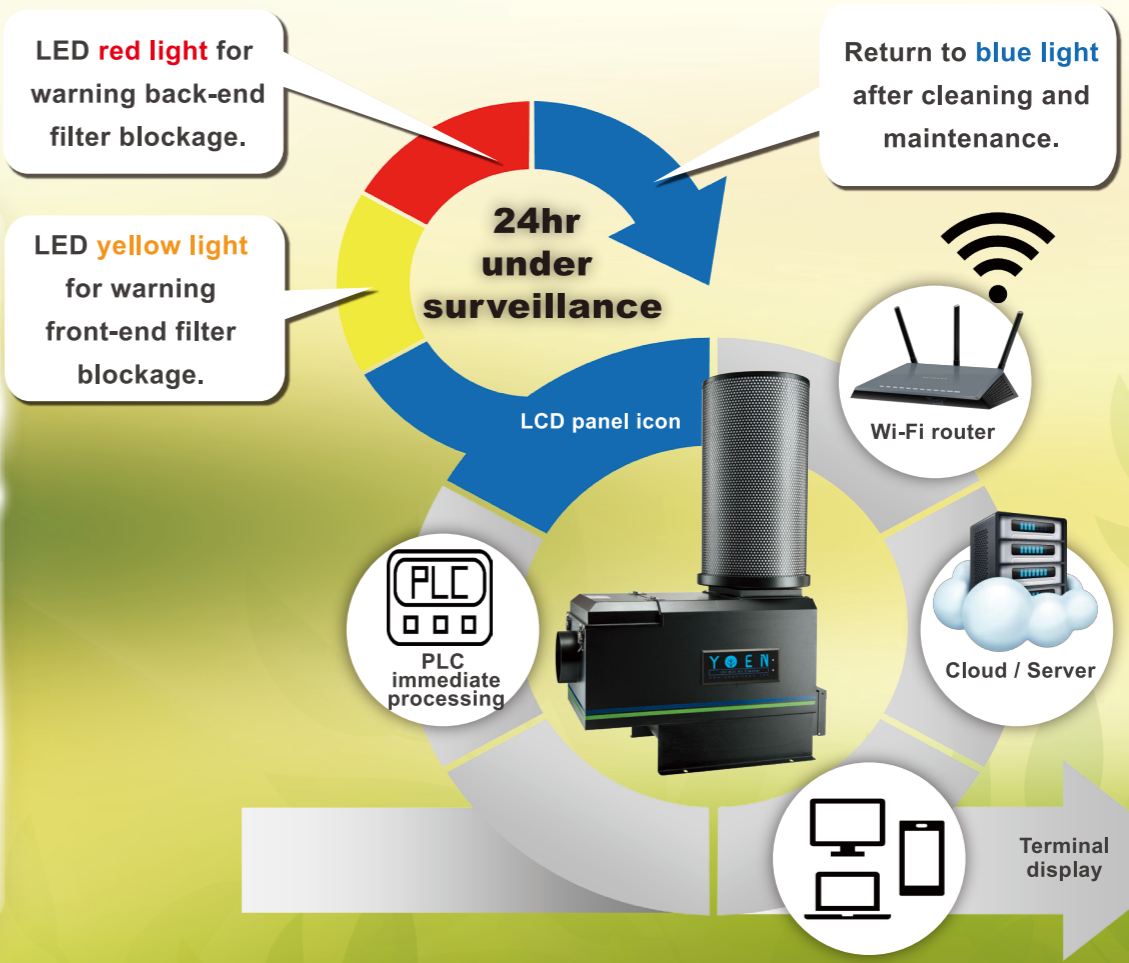 LED red light for
warning back-end
filter blockage.
Return to blue light
after cleaning and
maintenance.
24hr
under
surveillance
LED yellow light
for warning
front-end filter
blockage.
LCD panel icon
Wi-Fi router
PLC
PLC
immediate
processing
YOEN
Cloud / Server
Terminal
display